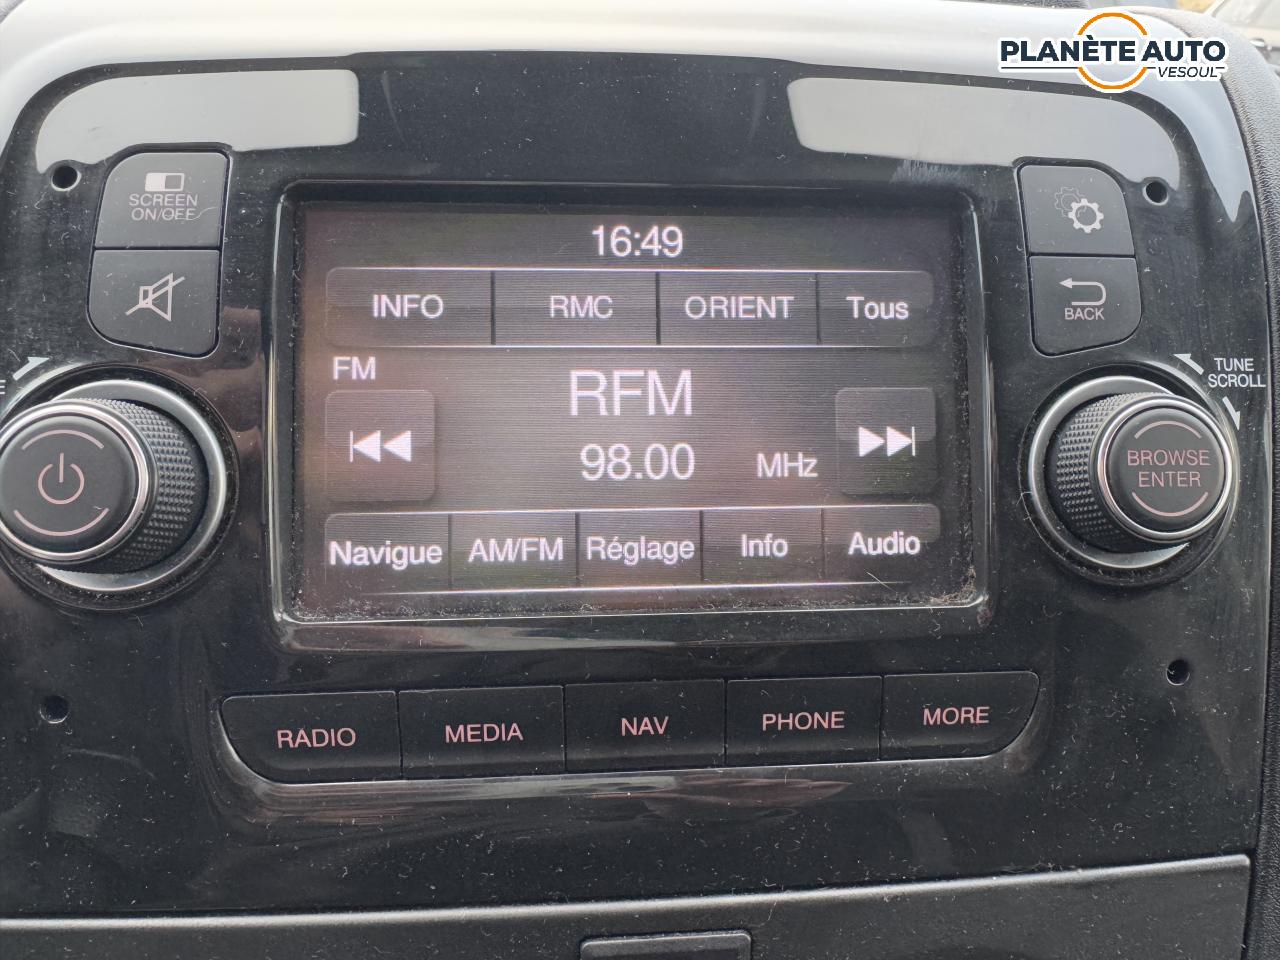 PLANÈTE AUTO
VESOUL
SCREEN
ON/OFF
16:49
INFO RMC ORIENT Tous
BACK
FM
RFM
98.00 MHz
TUNE
SCROLL
BROWSE
ENTER
Navigue AM/FM Réglage Info Audio
RADIO MEDIA NAV PHONE MORE